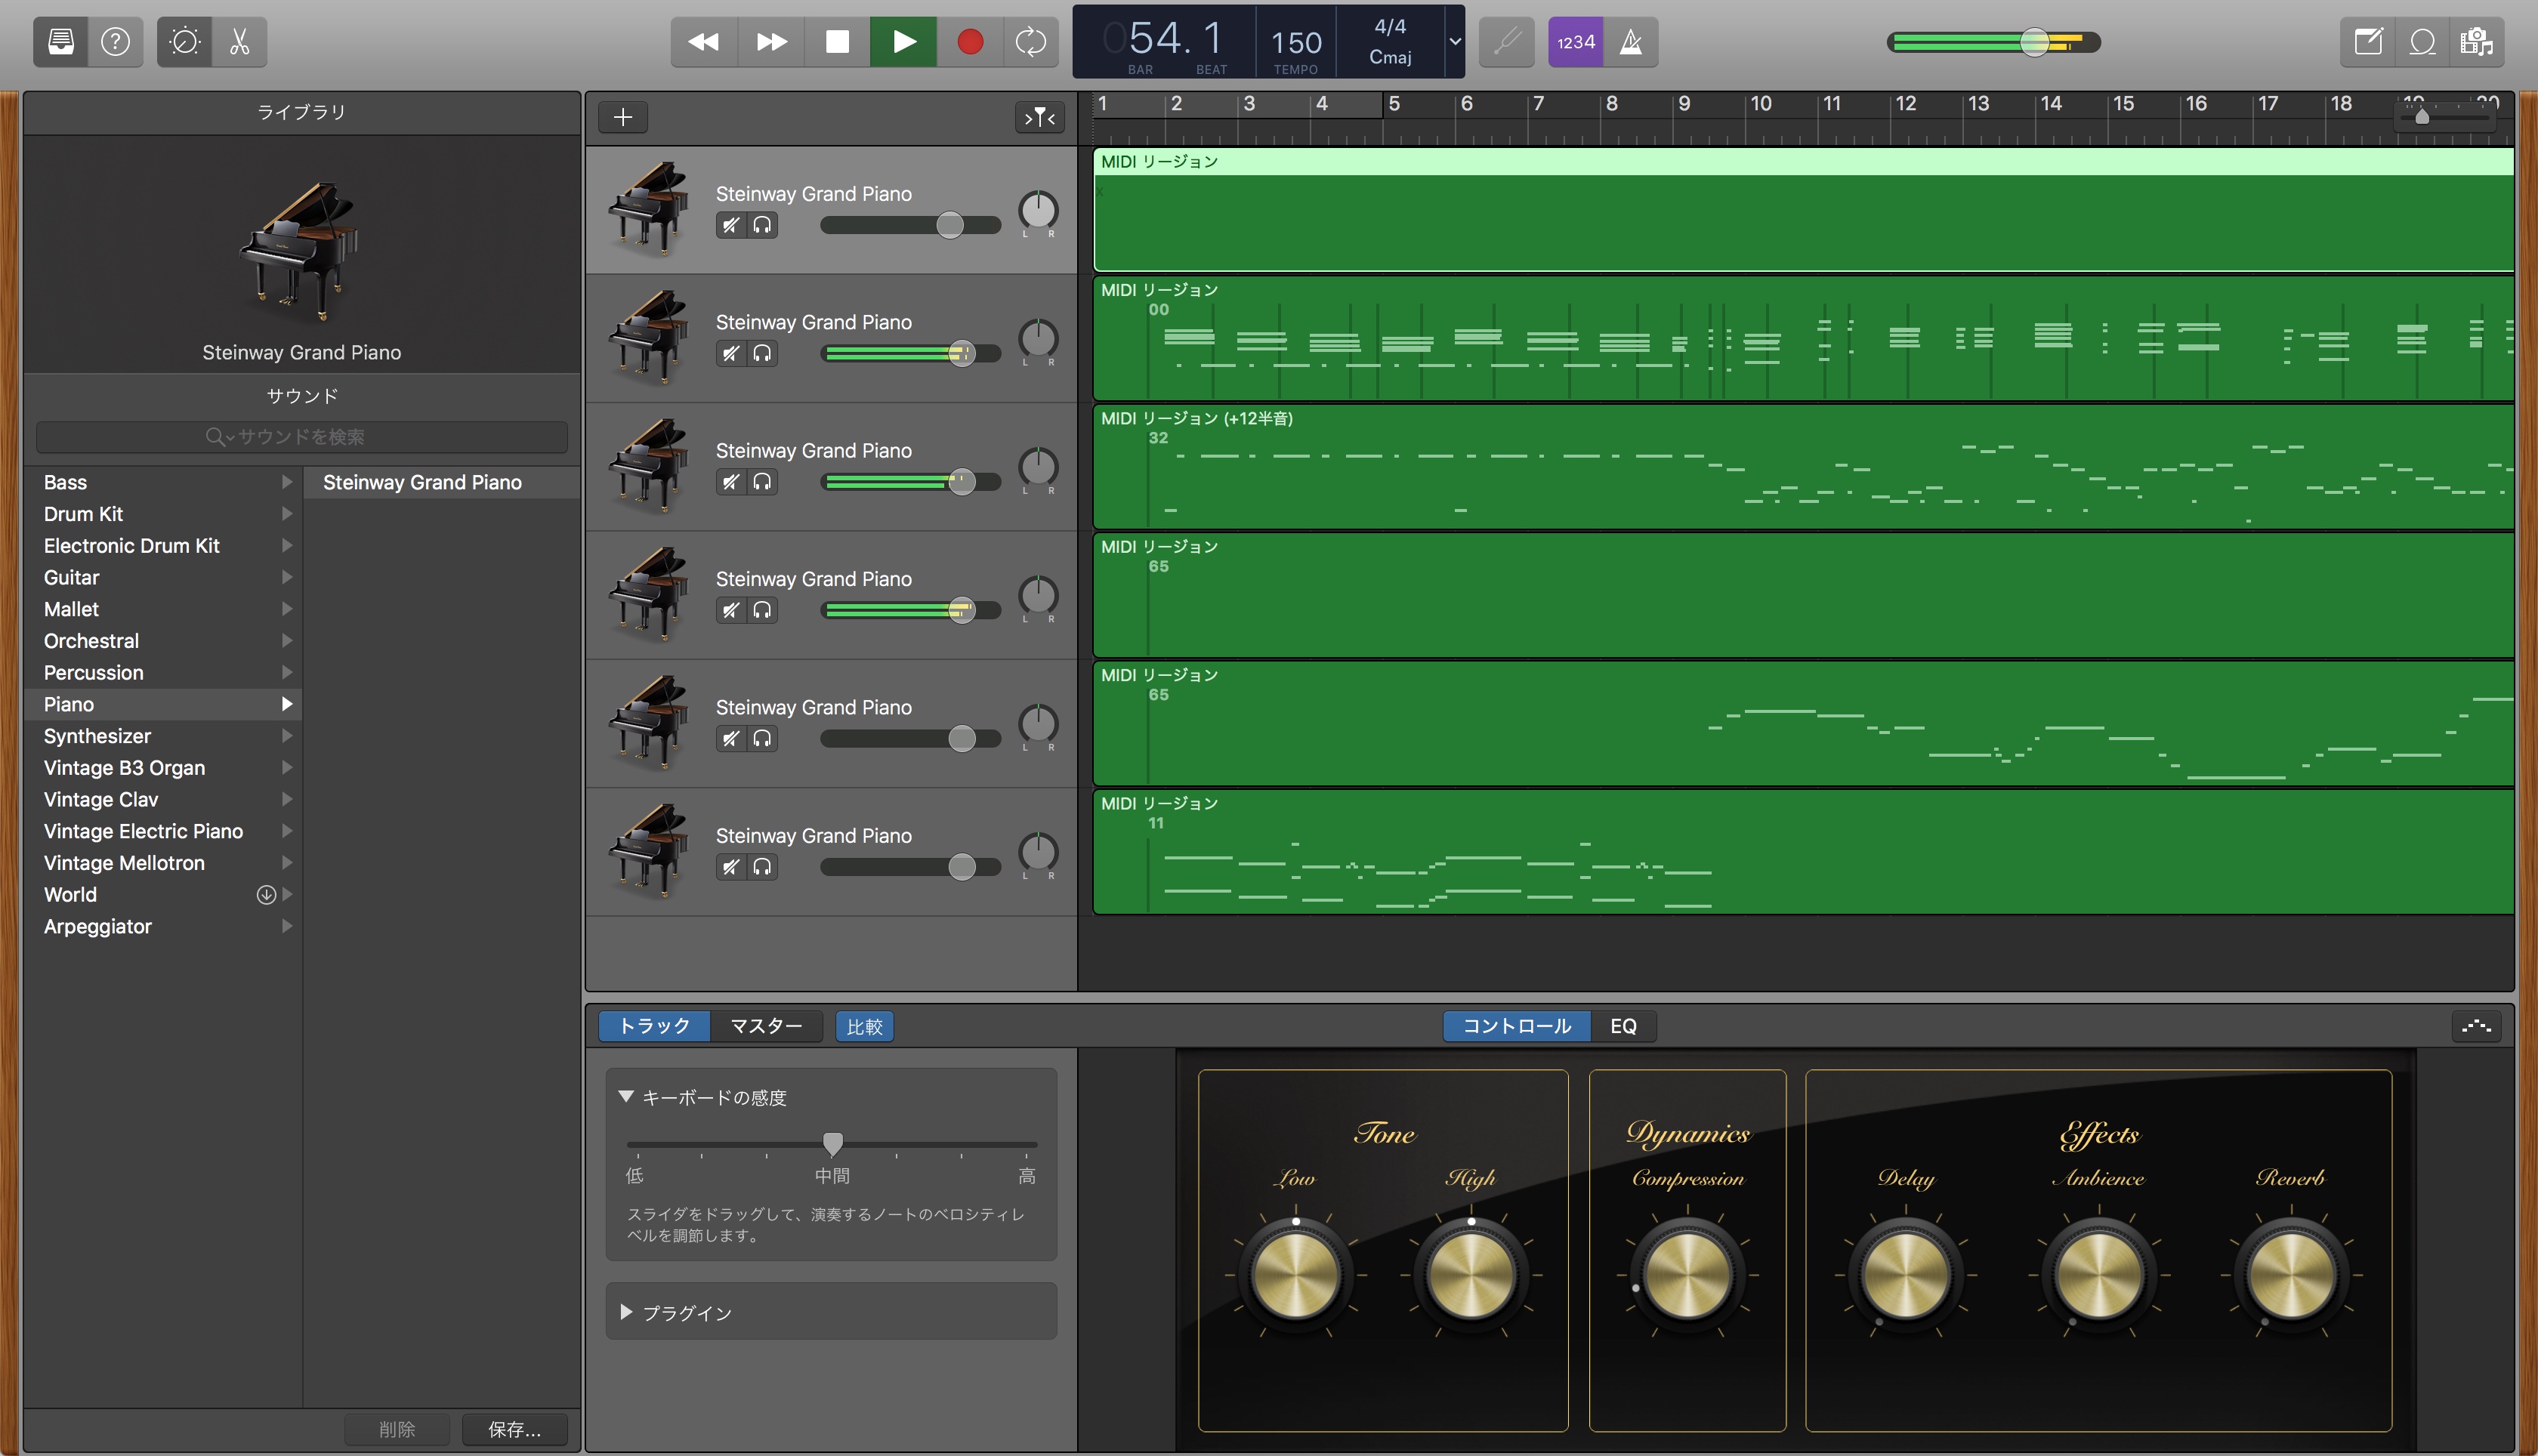 054. 1
BAR
BEAT
150
TEMPO
4/4
Cmaj
1234
ライブラリ
Steinway Grand Piano
サウンド
サウンドを検索
Bass
Drum Kit
Electronic Drum Kit
Guitar
Mallet
Orchestral
Percussion
Piano
Synthesizer
Vintage B3 Organ
Vintage Clav
Vintage Electric Piano
Vintage Mellotron
World
Arpeggiator
Steinway Grand Piano
削除
保存...
1 2 3 4 5 6 7 8 9 10 11 12 13 14 15 16 17 18 19 20
Steinway Grand Piano
L R
MIDI リージョン
Steinway Grand Piano
L R
MIDI リージョン
00
Steinway Grand Piano
L R
MIDI リージョン (+12半音)
32
Steinway Grand Piano
L R
MIDI リージョン
65
Steinway Grand Piano
L R
MIDI リージョン
65
Steinway Grand Piano
L R
MIDI リージョン
11
トラック
マスター
比較
コントロール
EQ
キーボードの感度
低
中間
高
スライダをドラッグして、演奏するノートのベロシティレ
ベルを調節します。
プラグイン
Tone
Low
High
Dynamics
Compression
Effects
Delay
Ambience
Reverb